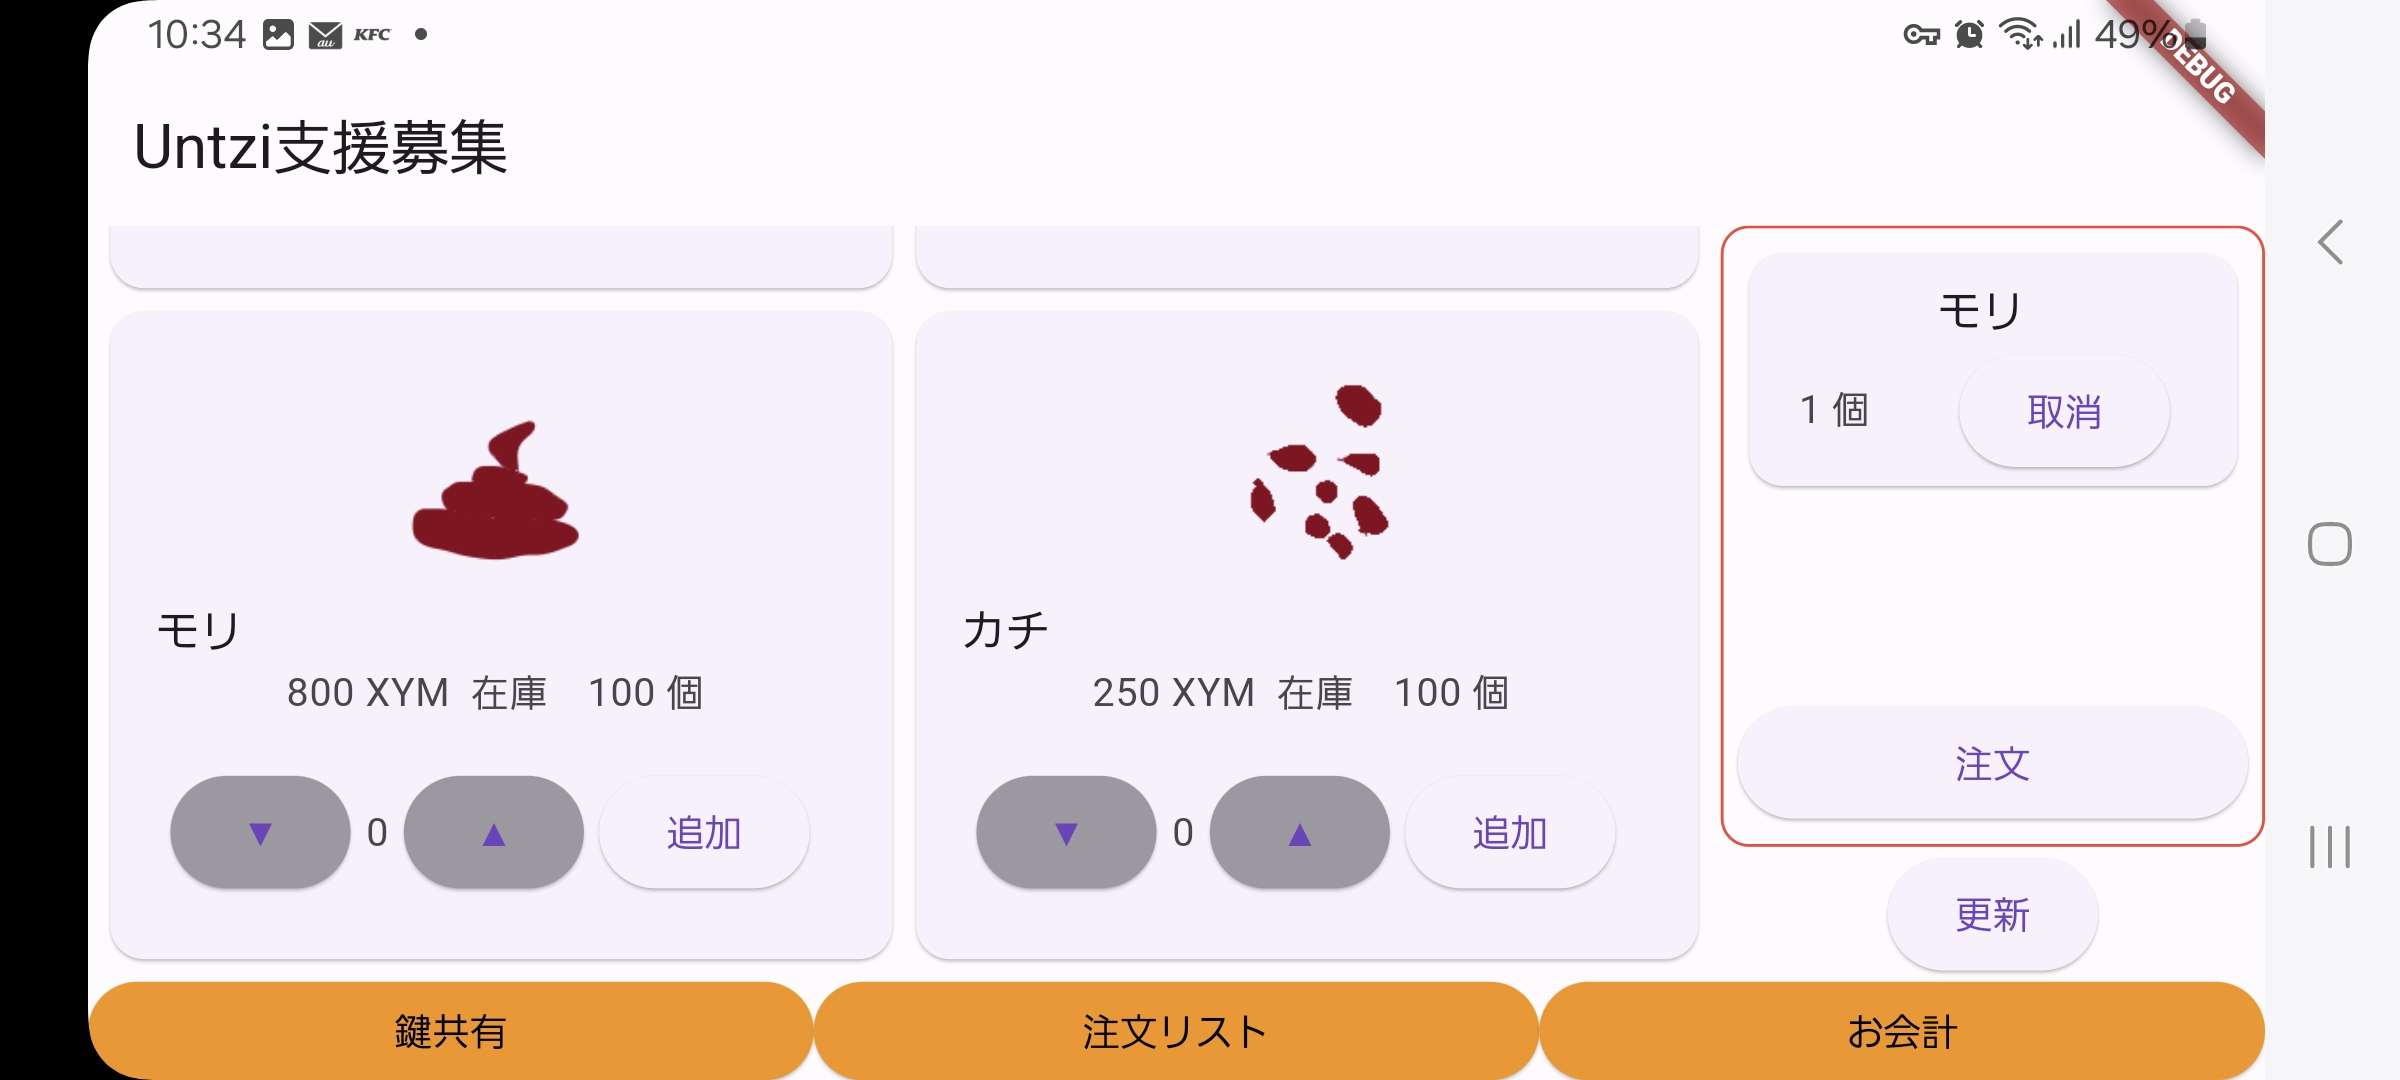 10:34 au KFC 49%
DEBUG
Untzi支援募集
モリ
800 XYM 在庫 100 個
▼ 0 ▲ 追加
カチ
250 XYM 在庫 100 個
▼ 0 ▲ 追加
モリ
1 個 取消
注文
更新
鍵共有 注文リスト お会計